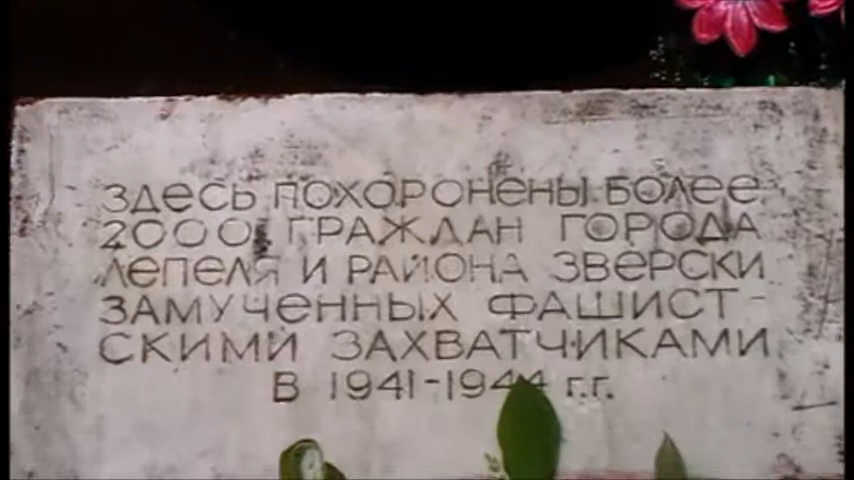 ЗДЕСЬ ПОХОРОНЕНЫ БОЛЕЕ
2000 ГРАЖДАН ГОРОДА
ЛЕПЕЛЯ И РАЙОНА ЗВЕРСКИ
ЗАМУЧЕННЫХ ФАШИСТ-
СКИМИ ЗАХВАТЧИКАМИ
В 1941-1944 г.г.